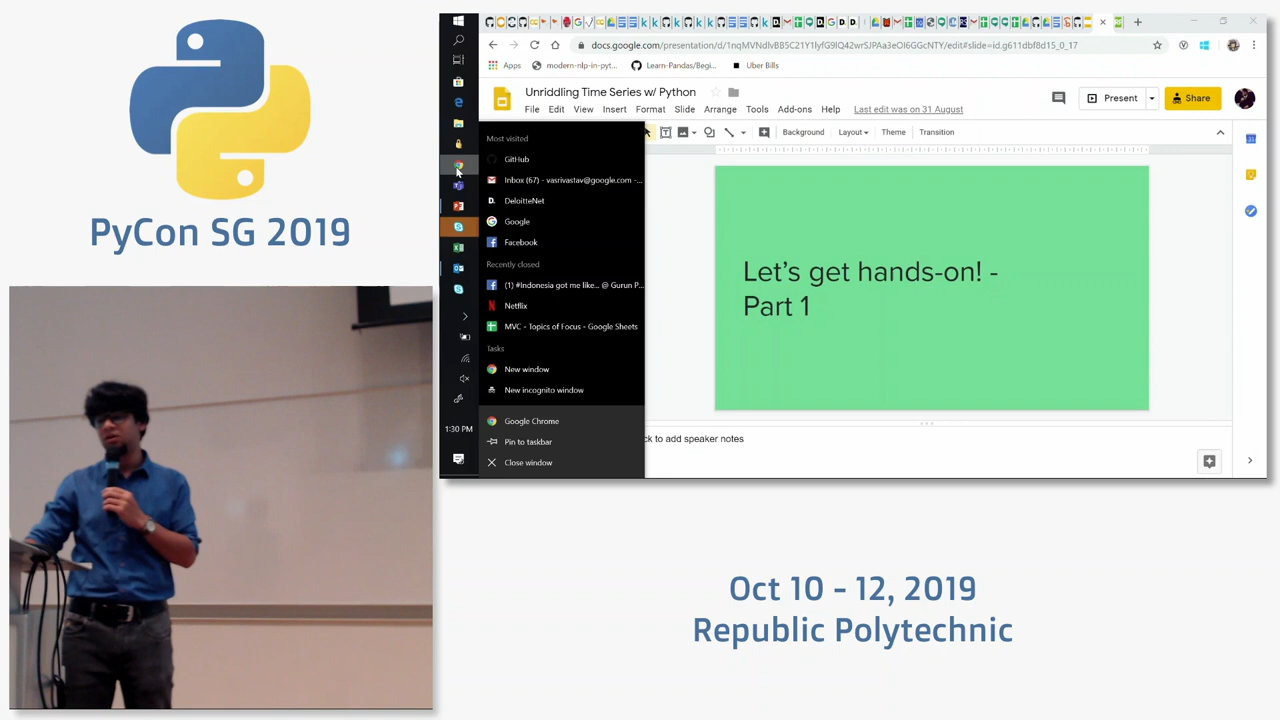 PyCon SG 2019
docs.google.com/presentation/d/1nqMVNdlvBB5C21Y1lyfG9lQ42wrSJPAa3eOI6GGcNTY/edit#slide=id.g611dbf8d15_0_17
Apps modern-nlp-in-pyt... Learn-Pandas/Begi... Uber Bills
Unriddling Time Series w/ Python
File Edit View Insert Format Slide Arrange Tools Add-ons Help Last edit was on 31 August
Present Share
Background Layout Theme Transition
Most visited
GitHub
Inbox (67) - vasrivastav@google.com -...
DeloitteNet
Google
Facebook
Recently closed
(1) #Indonesia got me like... @ Gurun P...
Netflix
MVC - Topics of Focus - Google Sheets
Tasks
New window
New incognito window
Google Chrome
Pin to taskbar
Close window
1:30 PM
Let's get hands-on! -
Part 1
ck to add speaker notes
Oct 10 - 12, 2019
Republic Polytechnic